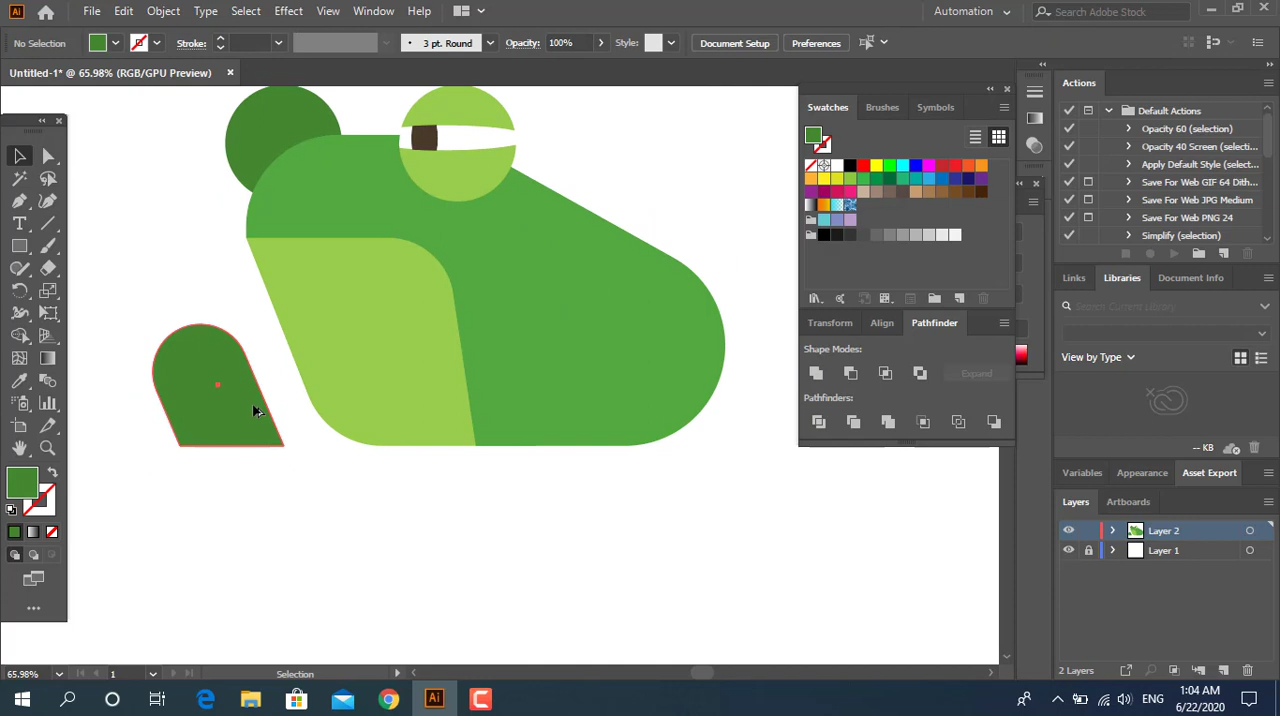 Ai File Edit Object Type Select Effect View Window Help Automation Search Adobe Stock
No Selection Stroke: 3 pt. Round Opacity: 100% Style: Document Setup Preferences
Untitled-1* @ 65.98% (RGB/GPU Preview)
Swatches Brushes Symbols
Transform Align Pathfinder
Shape Modes:
Expand
Pathfinders:
Actions
Default Actions
Opacity 60 (selection)
Opacity 40 Screen (selecti...
Apply Default Style (select...
Save For Web GIF 64 Dith...
Save For Web JPG Medium
Save For Web PNG 24
Simplify (selection)
Links Libraries Document Info
View by Type
-- KB
Variables Appearance Asset Export
Layers Artboards
Layer 2
Layer 1
2 Layers
65.98% 1 Selection
Ai ENG 1:04 AM
6/22/2020